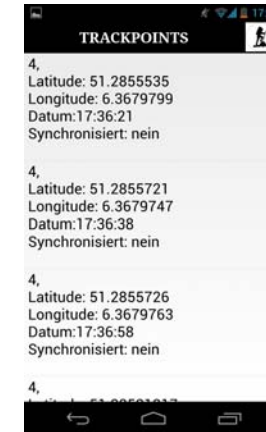 17:
TRACKPOINTS
4,
Latitude: 51.2855535
Longitude: 6.3679799
Datum:17:36:21
Synchronisiert: nein
4,
Latitude: 51.2855721
Longitude: 6.3679747
Datum:17:36:38
Synchronisiert: nein
4,
Latitude: 51.2855726
Longitude: 6.3679763
Datum:17:36:58
Synchronisiert: nein
4,